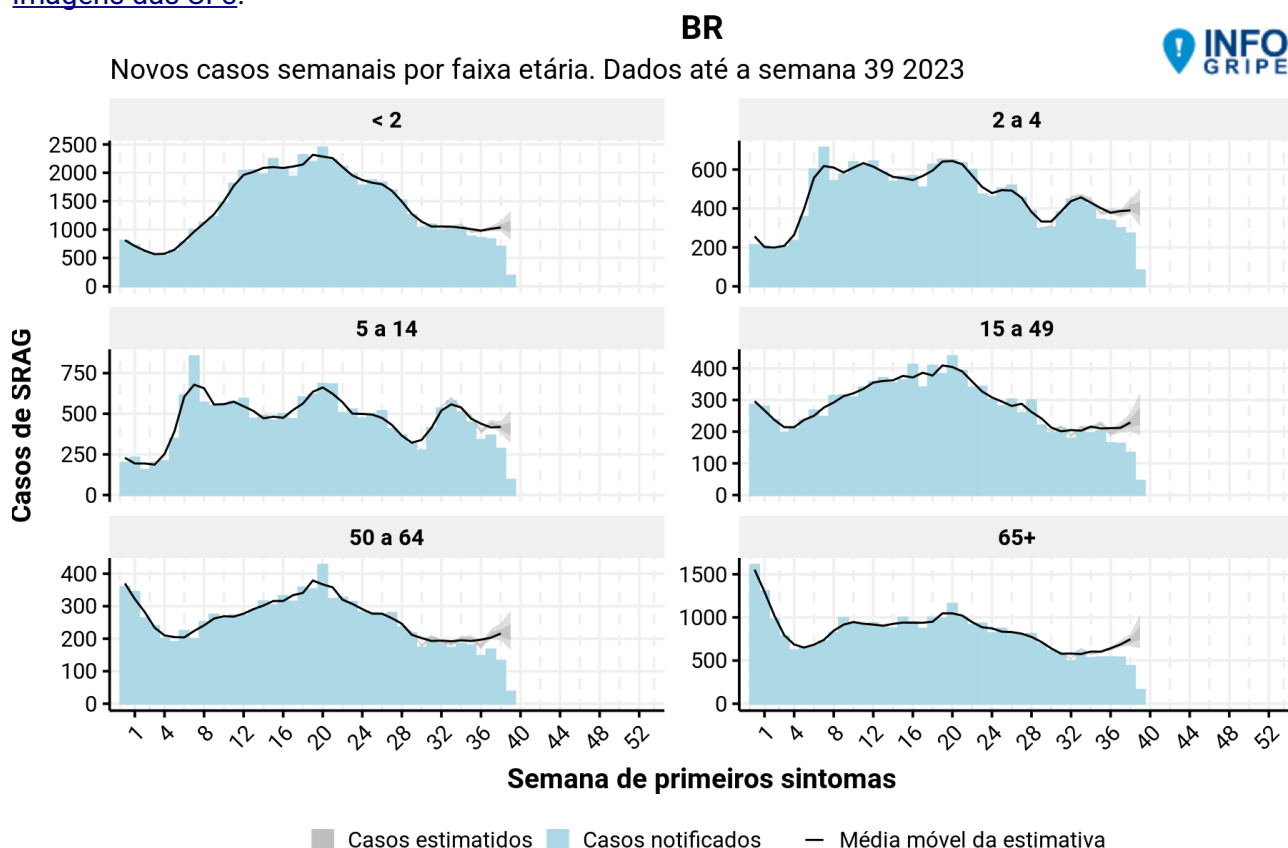 imagens das UFs.
BR
INFO
GRIPE
Novos casos semanais por faixa etária. Dados até a semana 39 2023
Casos de SRAG
< 2
2500
2000
1500
1000
500
0
2 a 4
600
400
200
0
5 a 14
750
500
250
0
15 a 49
400
300
200
100
0
50 a 64
400
300
200
100
0
65+
1500
1000
500
0
1 4 8 12 16 20 24 28 32 36 40 44 48 52
1 4 8 12 16 20 24 28 32 36 40 44 48 52
Semana de primeiros sintomas
Casos estimatidos Casos notificados Média móvel da estimativa